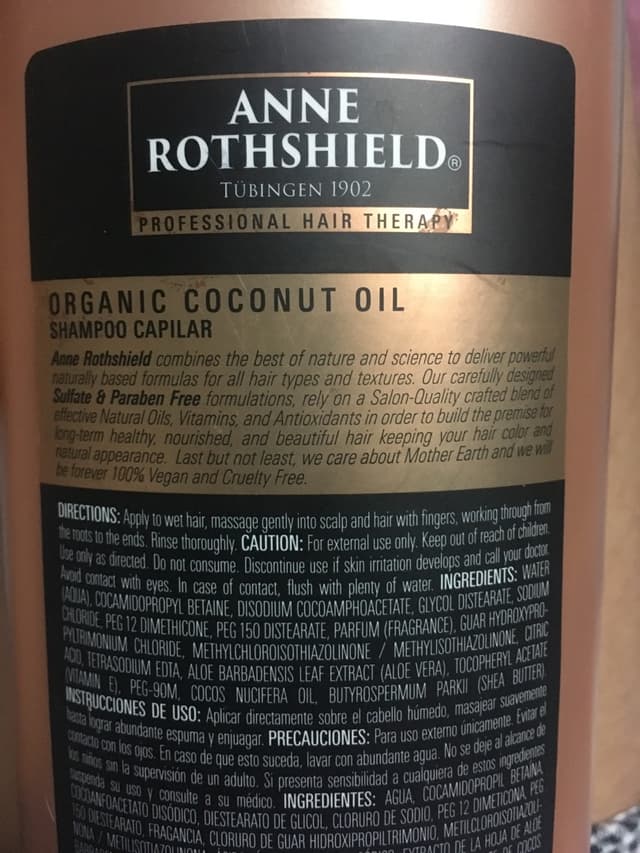 ANNE
ROTHSHIELD®
TÜBINGEN 1902
PROFESSIONAL HAIR THERAPY
ORGANIC COCONUT OIL
SHAMPOO CAPILAR
Anne Rothshield combines the best of nature and science to deliver powerful
naturally based formulas for all hair types and textures. Our carefully designed
Sulfate & Paraben Free formulations, rely on a Salon-Quality crafted blend of
effective Natural Oils, Vitamins, and Antioxidants in order to build the premise for
long-term healthy, nourished, and beautiful hair keeping your hair color and
natural appearance. Last but not least, we care about Mother Earth and we will
be forever 100% Vegan and Cruelty Free.
DIRECTIONS: Apply to wet hair, massage gently into scalp and hair with fingers, working through from
the roots to the ends. Rinse thoroughly. CAUTION: For external use only. Keep out of reach of children.
Use only as directed. Do not consume. Discontinue use if skin irritation develops and call your doctor.
Avoid contact with eyes. In case of contact, flush with plenty of water. INGREDIENTS: WATER
(AQUA), COCAMIDOPROPYL BETAINE, DISODIUM COCOAMPHOACETATE, GLYCOL DISTEARATE, SODIUM
CHLORIDE, PEG 12 DIMETHICONE, PEG 150 DISTEARATE, PARFUM (FRAGRANCE), GUAR HYDROXYPRO-
PYLTRIMONIUM CHLORIDE, METHYLCHLOROISOTHIAZOLINONE / METHYLISOTHIAZOLINONE, CITRIC
ACID, TETRASODIUM EDTA, ALOE BARBADENSIS LEAF EXTRACT (ALOE VERA), TOCOPHERYL ACETATE
(VITAMIN E), PEG-90M, COCOS NUCIFERA OIL, BUTYROSPERMUM PARKII (SHEA BUTTER)
INSTRUCCIONES DE USO: Aplicar directamente sobre el cabello húmedo, masajear suavemente
hasta lograr abundante espuma y enjuagar. PRECAUCIONES: Para uso externo únicamente. Evitar el
contacto con los ojos. En caso de que esto suceda, lavar con abundante agua. No se deje al alcance de
los niños sin la supervisión de un adulto. Si presenta sensibilidad a cualquiera de estos ingredientes
suspenda su uso y consulte a su médico. INGREDIENTES: AGUA, COCAMIDOPROPIL BETAINA,
COCOANFOACETATO DISÓDICO, DIESTEARATO DE GLICOL, CLORURO DE SODIO, PEG 12 DIMETICONA, PEG
150 DIESTEARATO, FRAGANCIA, CLORURO DE GUAR HIDROXIPROPILTRIMONIO, METILCLOROISOTIAZOLI-
NONA / METILISOTIAZOLINONA, EXTRACTO DE LA HOJA DE ALOE
DE COCOS